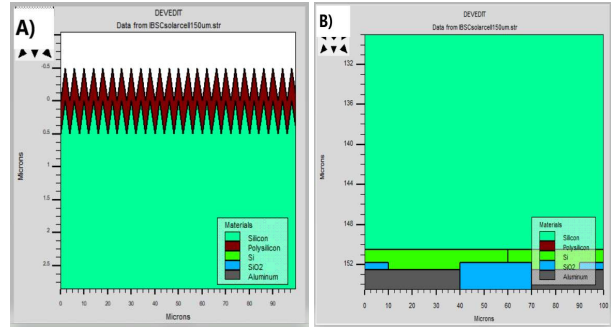 A)
DEVEDIT
Data from IBSCsolarcell150um.str
Microns
-0.5
0
0.5
1
1.5
2
2.5
0 10 20 30 40 50 60 70 80 90
Microns
Materials
Silicon
Polysilicon
Si
SiO2
Aluminum
B)
DEVEDIT
Data from IBSCsolarcell150um.str
Microns
132
136
140
144
148
152
0 10 20 30 40 50 60 70 80 90 100
Microns
Materials
Silicon
Polysilicon
Si
SiO2
Aluminum